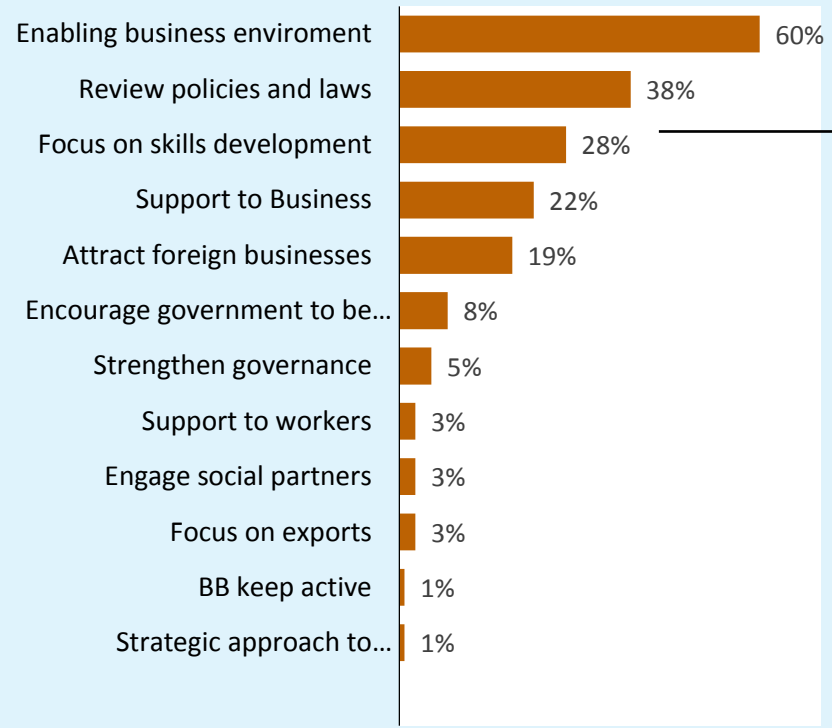 Enabling business enviroment 60%
Review policies and laws 38%
Focus on skills development 28%
Support to Business 22%
Attract foreign businesses 19%
Encourage government to be... 8%
Strengthen governance 5%
Support to workers 3%
Engage social partners 3%
Focus on exports 3%
BB keep active 1%
Strategic approach to... 1%